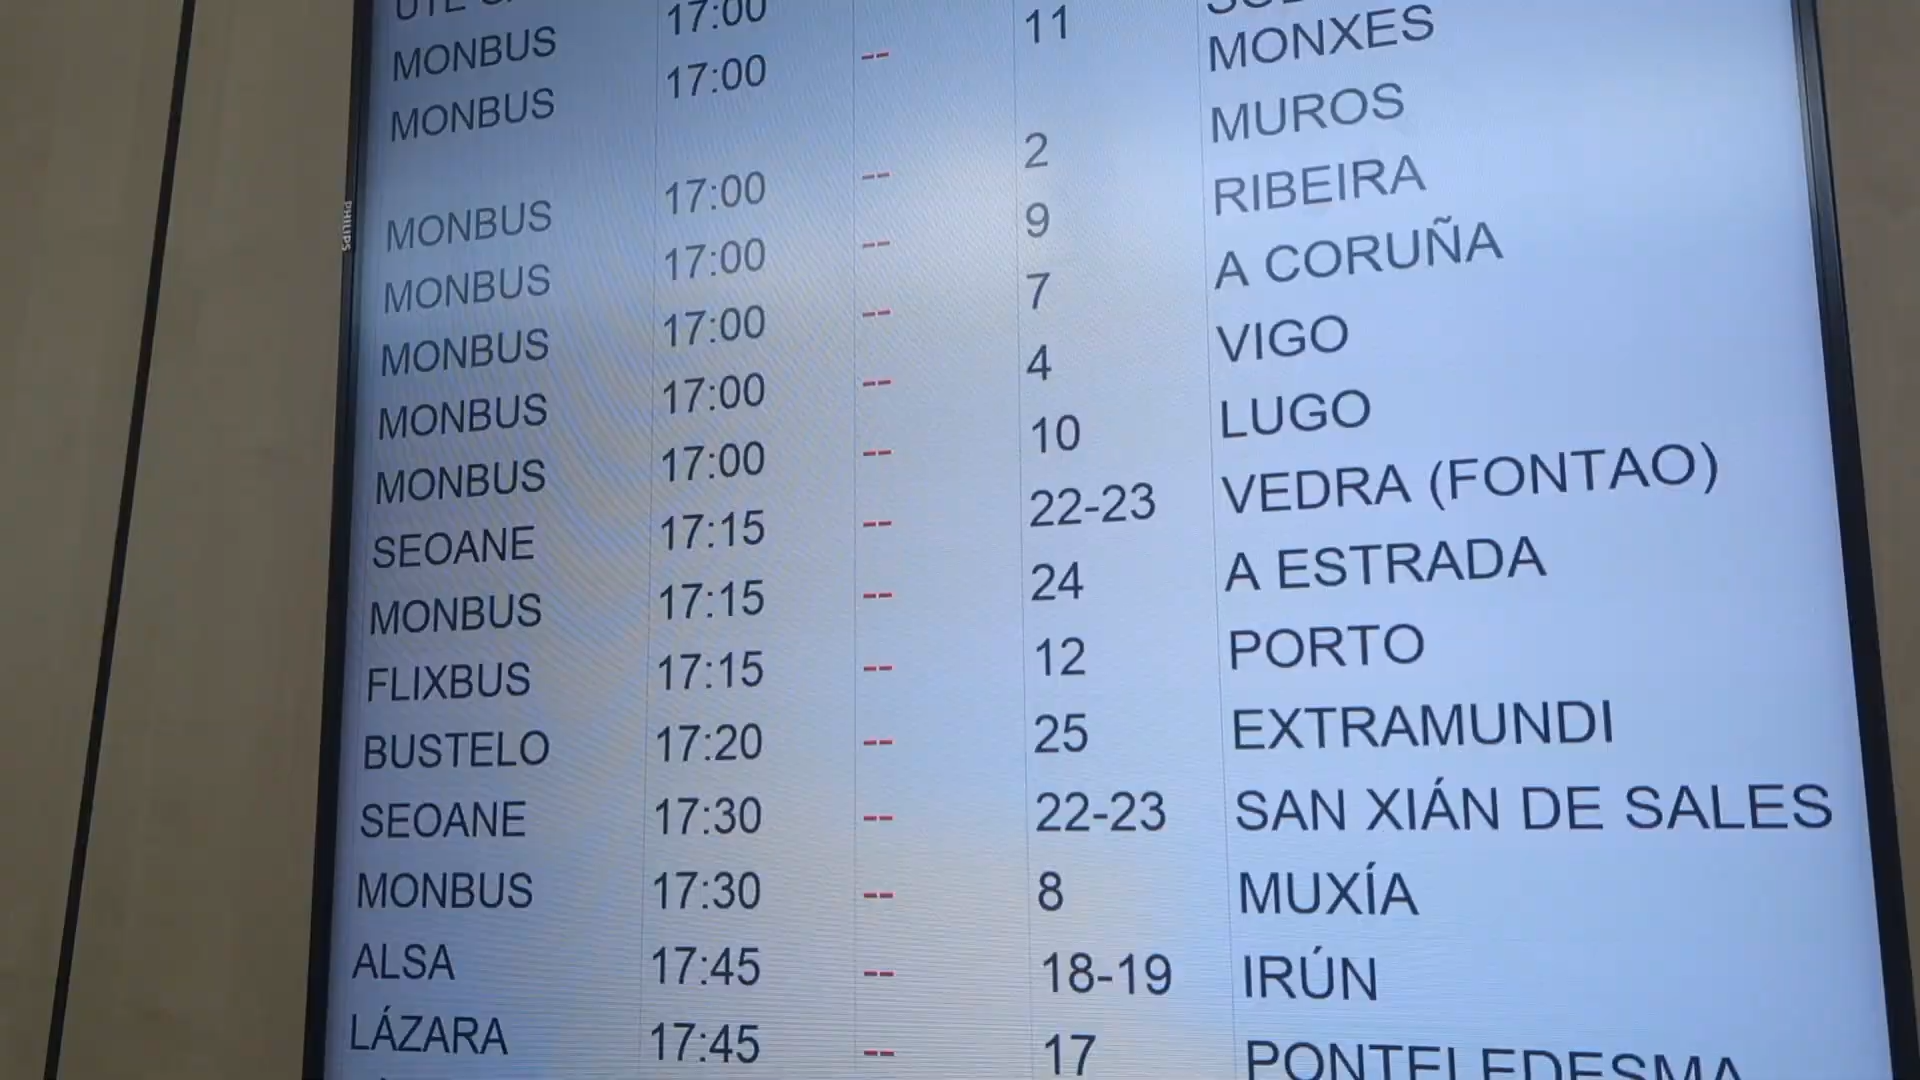 MONBUS 17:00
MONBUS 17:00 -- 11
MONXES
MONBUS 17:00 -- 2 MUROS
MONBUS 17:00 -- 9 RIBEIRA
MONBUS 17:00 -- 7 A CORUÑA
MONBUS 17:00 -- 4 VIGO
MONBUS 17:00 -- 10 LUGO
SEOANE 17:15 -- 22-23 VEDRA (FONTAO)
MONBUS 17:15 -- 24 A ESTRADA
FLIXBUS 17:15 -- 12 PORTO
BUSTELO 17:20 -- 25 EXTRAMUNDI
SEOANE 17:30 -- 22-23 SAN XIÁN DE SALES
MONBUS 17:30 -- 8 MUXÍA
ALSA 17:45 -- 18-19 IRÚN
LÁZARA 17:45 -- 17 PONTELEDESMA
PHILIPS